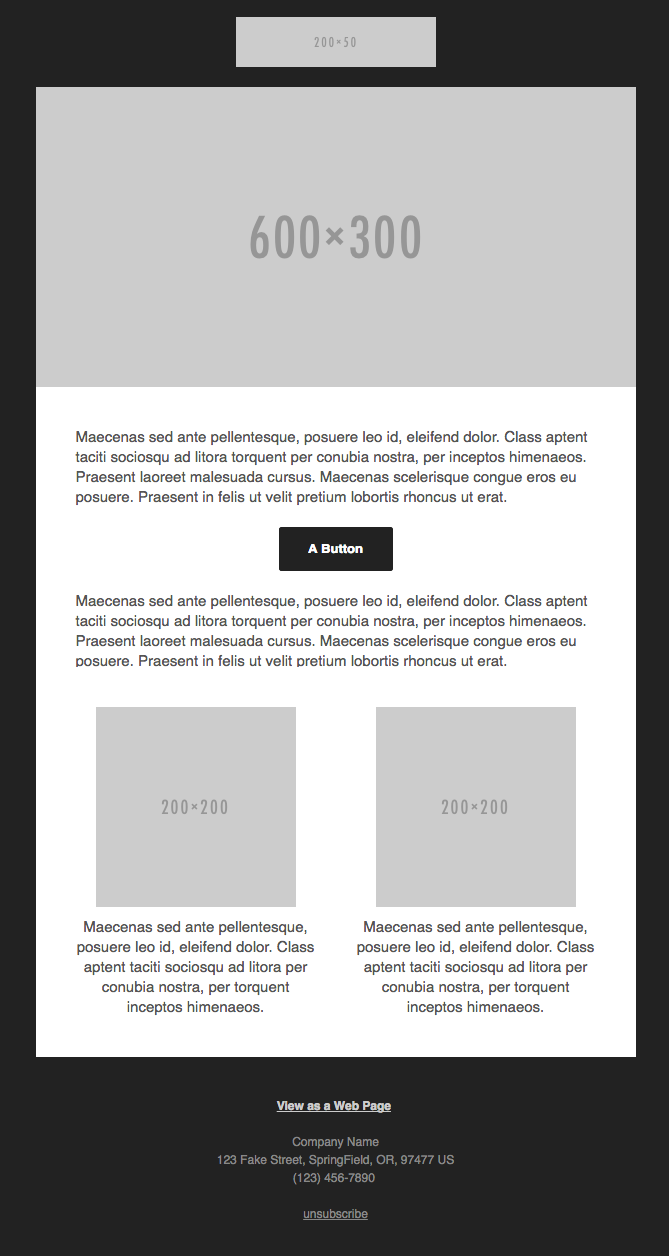 200×50
600×300
Maecenas sed ante pellentesque, posuere leo id, eleifend dolor. Class aptent
taciti sociosqu ad litora torquent per conubia nostra, per inceptos himenaeos.
Praesent laoreet malesuada cursus. Maecenas scelerisque congue eros eu
posuere. Praesent in felis ut velit pretium lobortis rhoncus ut erat.
A Button
Maecenas sed ante pellentesque, posuere leo id, eleifend dolor. Class aptent
taciti sociosqu ad litora torquent per conubia nostra, per inceptos himenaeos.
Praesent laoreet malesuada cursus. Maecenas scelerisque congue eros eu
posuere. Praesent in felis ut velit pretium lobortis rhoncus ut erat.
200×200
Maecenas sed ante pellentesque,
posuere leo id, eleifend dolor. Class
aptent taciti sociosqu ad litora per
conubia nostra, per torquent
inceptos himenaeos.
200×200
Maecenas sed ante pellentesque,
posuere leo id, eleifend dolor. Class
aptent taciti sociosqu ad litora per
conubia nostra, per torquent
inceptos himenaeos.
View as a Web Page
Company Name
123 Fake Street, SpringField, OR, 97477 US
(123) 456-7890
unsubscribe